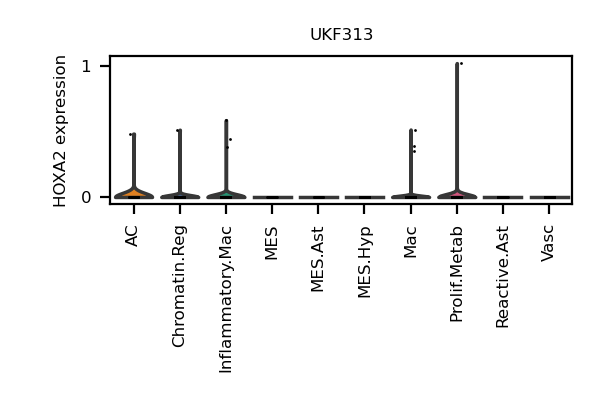 UKF313
HOXA2 expression
1
0
AC
Chromatin.Reg
Inflammatory.Mac
MES
MES.Ast
MES.Hyp
Mac
Prolif.Metab
Reactive.Ast
Vasc